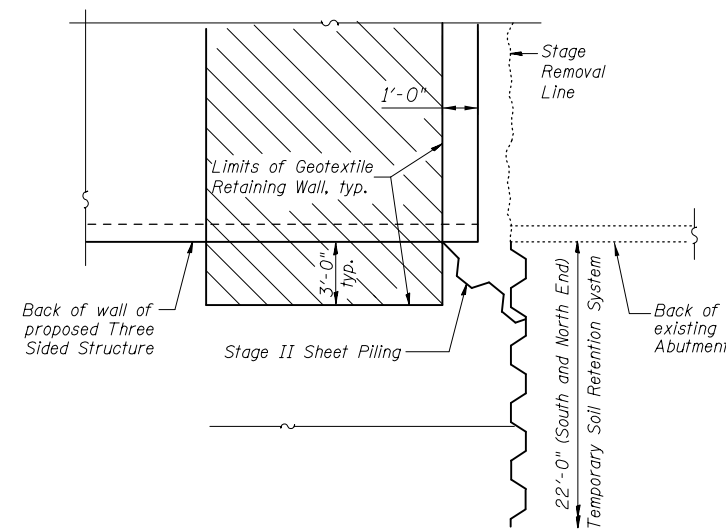 Stage
Removal
Line
1'-0"
Limits of Geotextile
Retaining Wall, typ.
3'-0"
typ.
Back of wall of
proposed Three
Sided Structure
Stage II Sheet Piling
22'-0" (South and North End)
Temporary Soil Retention System
Back of
existing
Abutment